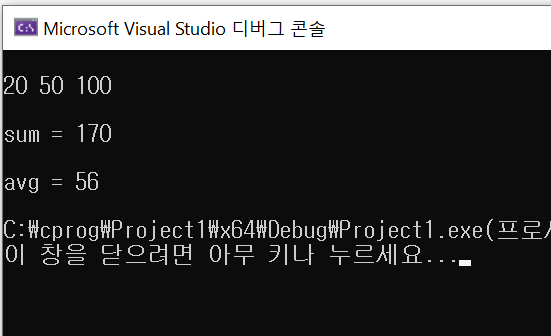 Microsoft Visual Studio 디버그 콘솔
20 50 100
sum = 170
avg = 56
C:₩cprog₩Project1₩x64₩Debug₩Project1.exe(프로
이 창을 닫으려면 아무 키나 누르세요...